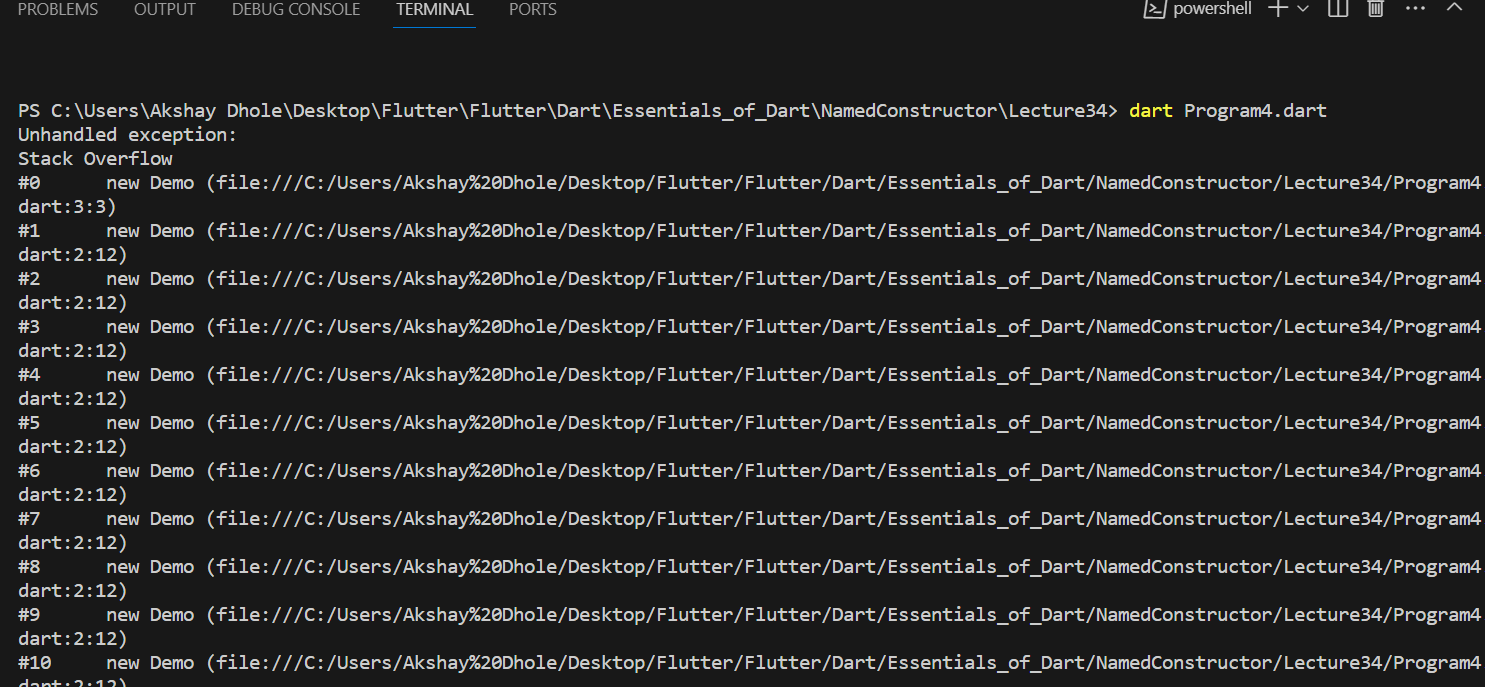 PROBLEMS OUTPUT DEBUG CONSOLE TERMINAL PORTS powershell
PS C:\Users\Akshay Dhole\Desktop\Flutter\Flutter\Dart\Essentials_of_Dart\NamedConstructor\Lecture34> dart Program4.dart
Unhandled exception:
Stack Overflow
#0 new Demo (file:///C:/Users/Akshay%20Dhole/Desktop/Flutter/Flutter/Dart/Essentials_of_Dart/NamedConstructor/Lecture34/Program4
dart:3:3)
#1 new Demo (file:///C:/Users/Akshay%20Dhole/Desktop/Flutter/Flutter/Dart/Essentials_of_Dart/NamedConstructor/Lecture34/Program4
dart:2:12)
#2 new Demo (file:///C:/Users/Akshay%20Dhole/Desktop/Flutter/Flutter/Dart/Essentials_of_Dart/NamedConstructor/Lecture34/Program4
dart:2:12)
#3 new Demo (file:///C:/Users/Akshay%20Dhole/Desktop/Flutter/Flutter/Dart/Essentials_of_Dart/NamedConstructor/Lecture34/Program4
dart:2:12)
#4 new Demo (file:///C:/Users/Akshay%20Dhole/Desktop/Flutter/Flutter/Dart/Essentials_of_Dart/NamedConstructor/Lecture34/Program4
dart:2:12)
#5 new Demo (file:///C:/Users/Akshay%20Dhole/Desktop/Flutter/Flutter/Dart/Essentials_of_Dart/NamedConstructor/Lecture34/Program4
dart:2:12)
#6 new Demo (file:///C:/Users/Akshay%20Dhole/Desktop/Flutter/Flutter/Dart/Essentials_of_Dart/NamedConstructor/Lecture34/Program4
dart:2:12)
#7 new Demo (file:///C:/Users/Akshay%20Dhole/Desktop/Flutter/Flutter/Dart/Essentials_of_Dart/NamedConstructor/Lecture34/Program4
dart:2:12)
#8 new Demo (file:///C:/Users/Akshay%20Dhole/Desktop/Flutter/Flutter/Dart/Essentials_of_Dart/NamedConstructor/Lecture34/Program4
dart:2:12)
#9 new Demo (file:///C:/Users/Akshay%20Dhole/Desktop/Flutter/Flutter/Dart/Essentials_of_Dart/NamedConstructor/Lecture34/Program4
dart:2:12)
#10 new Demo (file:///C:/Users/Akshay%20Dhole/Desktop/Flutter/Flutter/Dart/Essentials_of_Dart/NamedConstructor/Lecture34/Program4
dart:2:12)